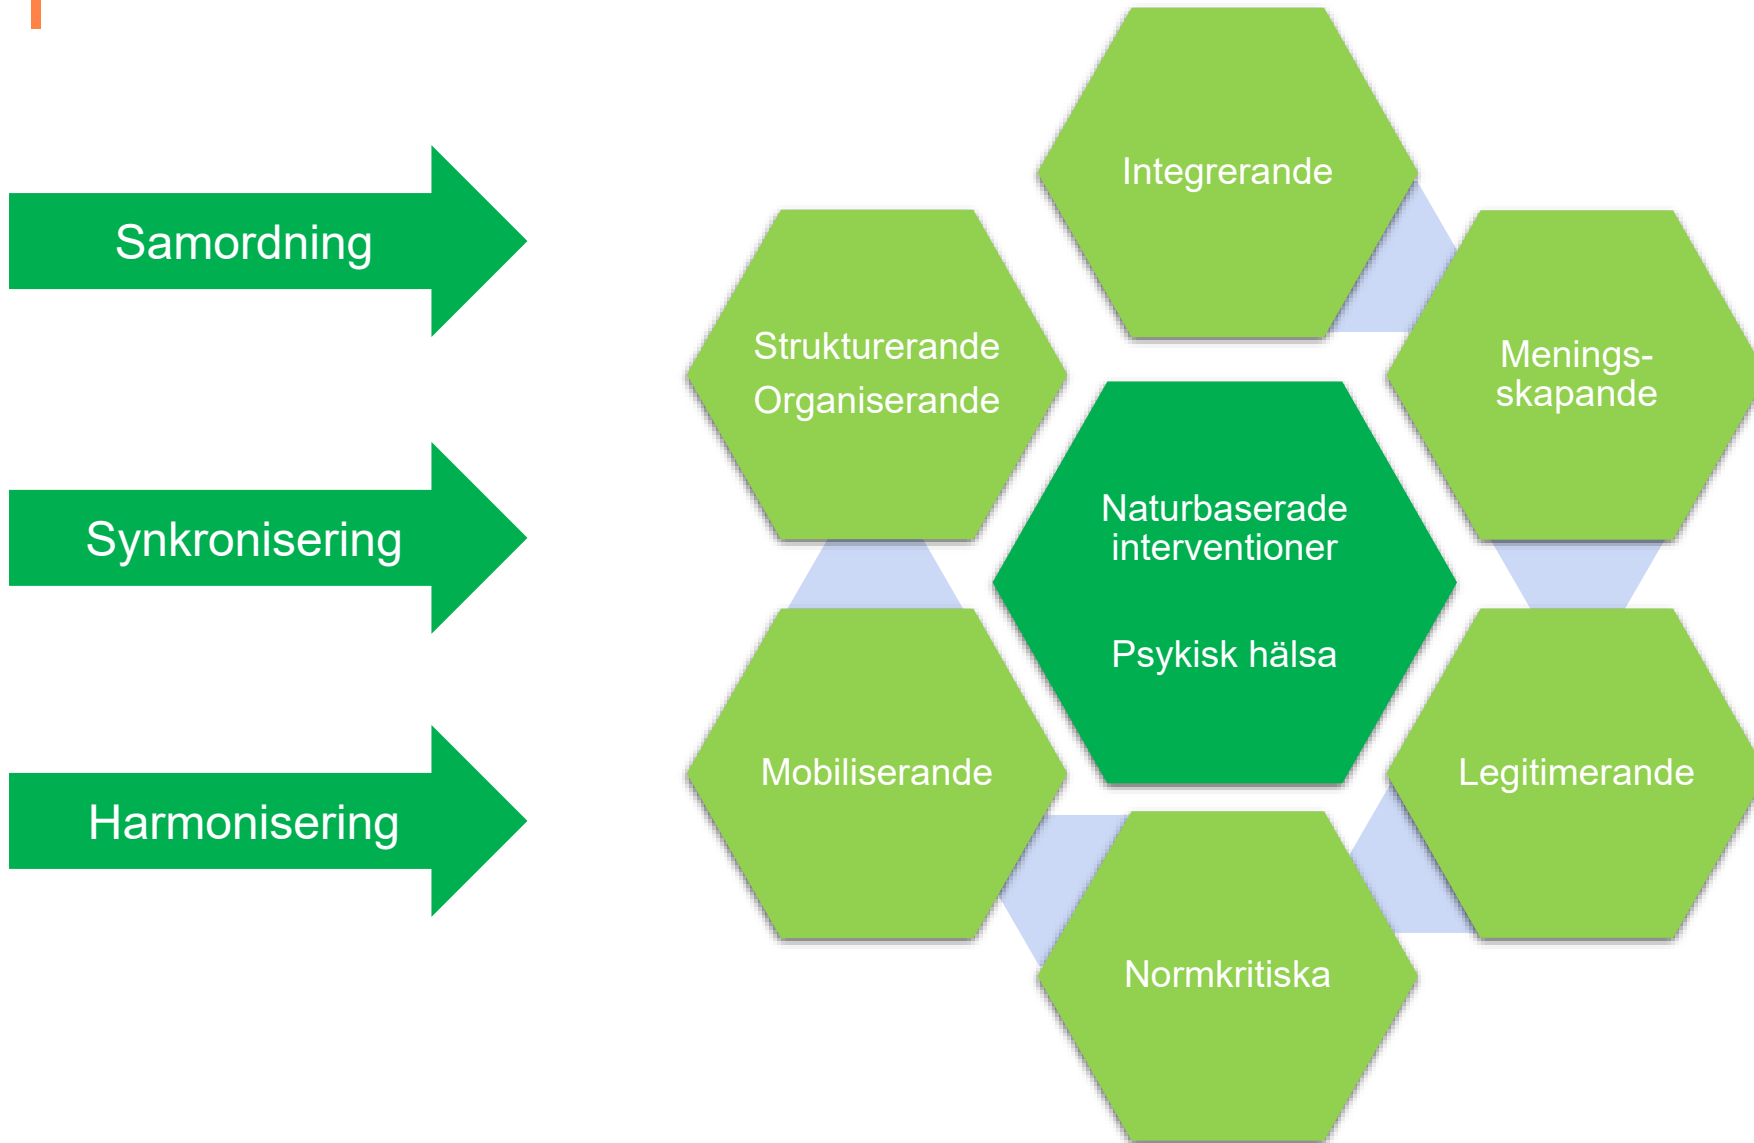 Samordning
Synkronisering
Harmonisering
Integrerande
Strukturerande
Organiserande
Menings-
skapande
Naturbaserade
interventioner
Psykisk hälsa
Mobiliserande
Legitimerande
Normkritiska